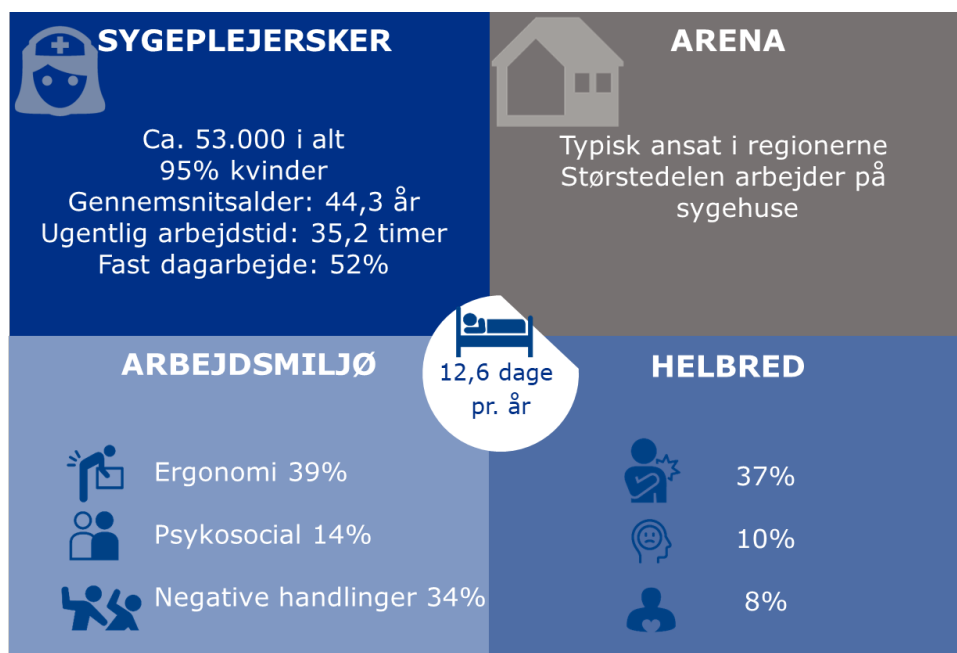 SYGEPLEJERSKER
Ca. 53.000 i alt
95% kvinder
Gennemsnitsalder: 44,3 år
Ugentlig arbejdstid: 35,2 timer
Fast dagarbejde: 52%
ARENA
Typisk ansat i regionerne
Størstedelen arbejder på
sygehuse
12,6 dage
pr. år
ARBEJDSMILJØ
Ergonomi 39%
Psykosocial 14%
Negative handlinger 34%
HELBRED
37%
10%
8%